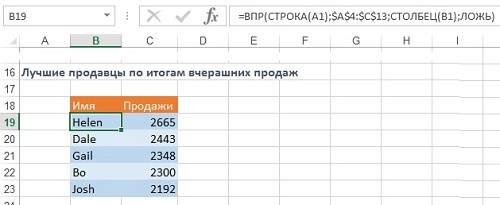 B19
=ВПР(СТРОКА(A1);$A$4:$C$13;СТОЛБЕЦ(B1);ЛОЖЬ)
A B C D E F G H I
16 Лучшие продавцы по итогам вчерашних продаж
17
18 Имя Продажи
19 Helen 2665
20 Dale 2443
21 Gail 2348
22 Bo 2300
23 Josh 2192